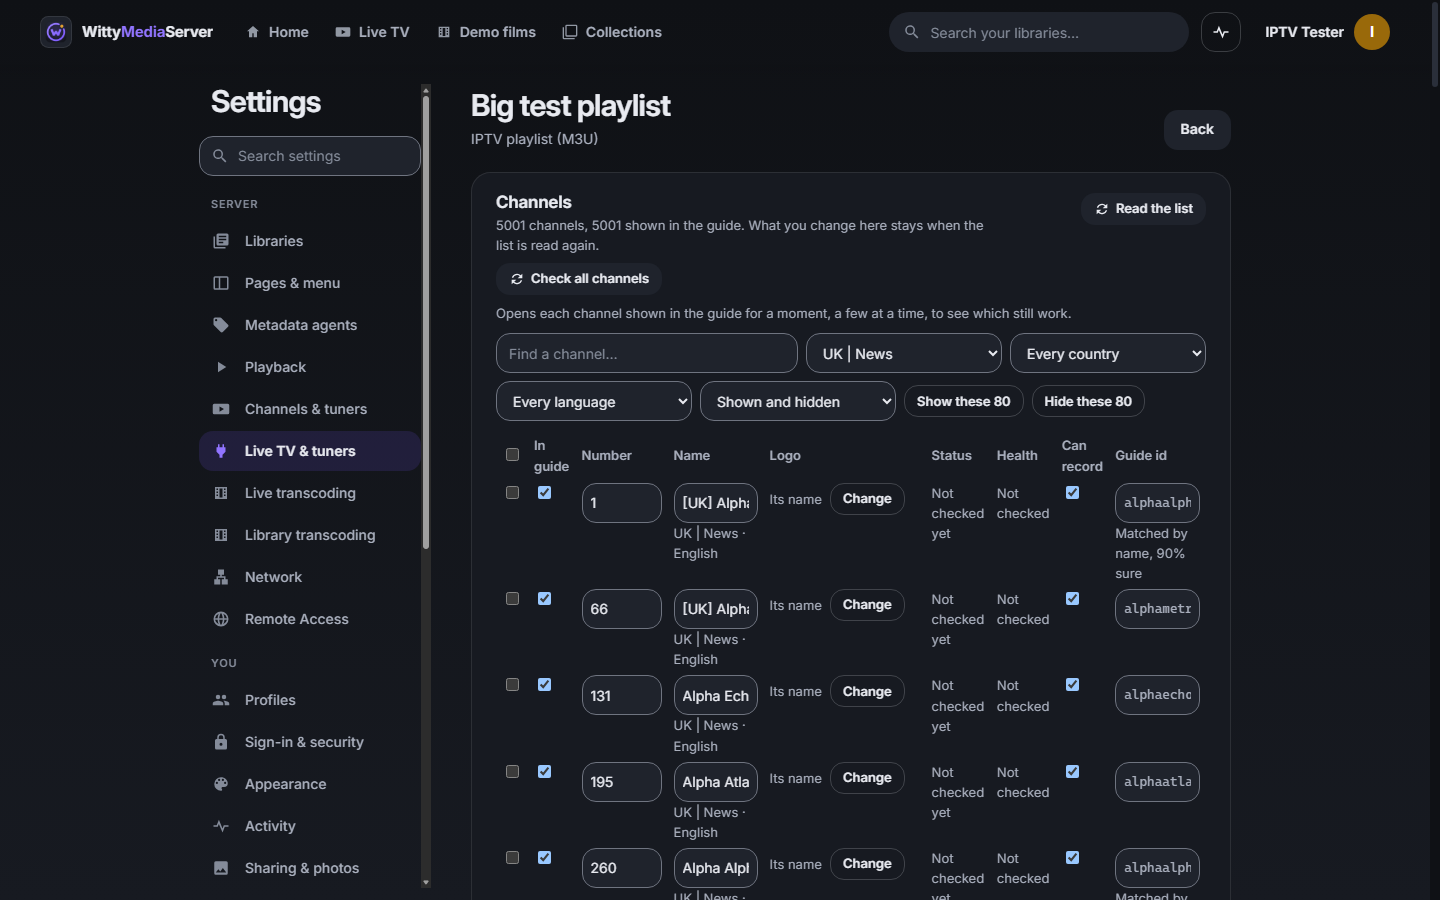 WittyMediaServer
Home
Live TV
Demo films
Collections
Search your libraries...
IPTV Tester
I
Settings
Search settings
SERVER
Libraries
Pages & menu
Metadata agents
Playback
Channels & tuners
Live TV & tuners
Live transcoding
Library transcoding
Network
Remote Access
YOU
Profiles
Sign-in & security
Appearance
Activity
Sharing & photos
Big test playlist
IPTV playlist (M3U)
Back
Channels
5001 channels, 5001 shown in the guide. What you change here stays when the
list is read again.
Read the list
Check all channels
Opens each channel shown in the guide for a moment, a few at a time, to see which still work.
Find a channel...
UK | News
Every country
Every language
Shown and hidden
Show these 80
Hide these 80
In guide
Number
Name
Logo
Status
Health
Can record
Guide id
1
[UK] Alpha
UK | News ·
English
Its name
Change
Not
checked
yet
Not
checked
alphaalph
Matched by
name, 90%
sure
66
[UK] Alpha
UK | News ·
English
Its name
Change
Not
checked
yet
Not
checked
alphametr
131
Alpha Ech
UK | News ·
English
Its name
Change
Not
checked
yet
Not
checked
alphaecho
195
Alpha Atla
UK | News ·
English
Its name
Change
Not
checked
yet
Not
checked
alphaatla
260
Alpha Alpl
UK | News ·
Its name
Change
Not
checked
yet
Not
checked
alphaalph
Matched by